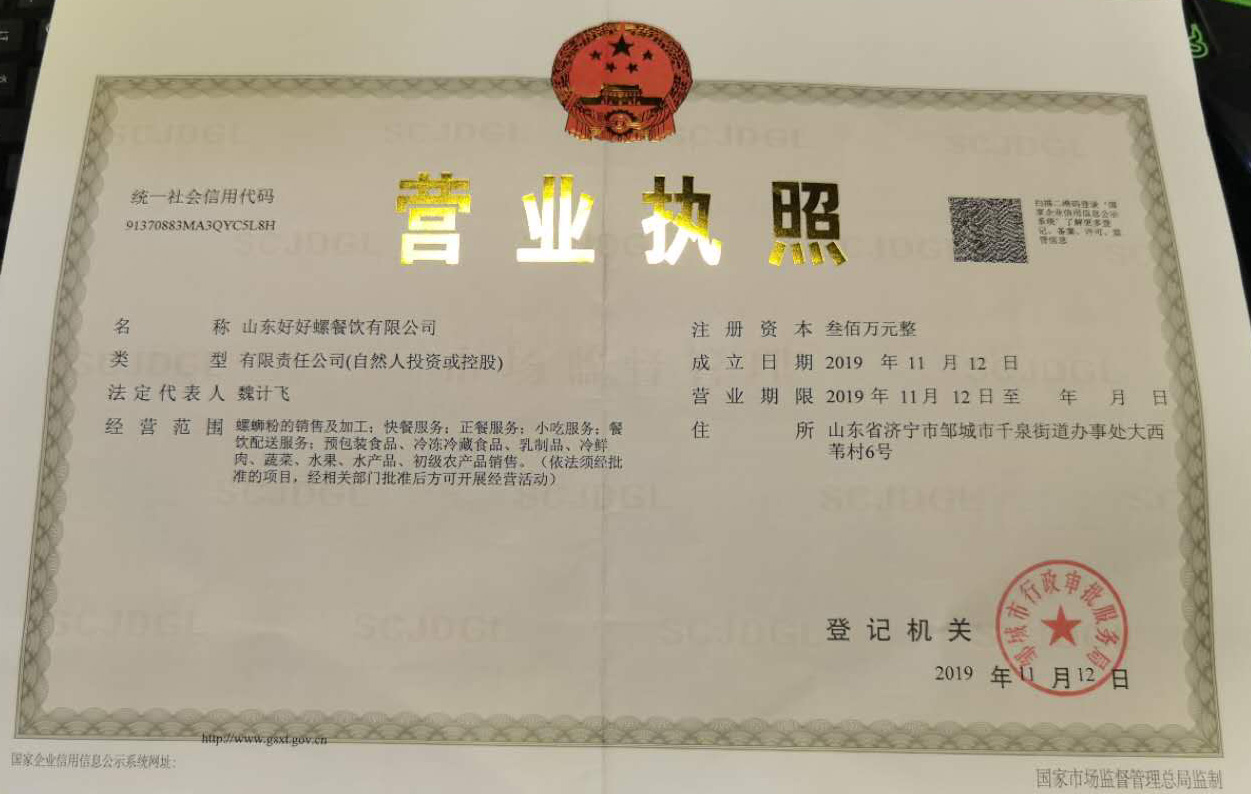 营业执照
统一社会信用代码
91370883MA3QYC5L8H
扫描二维码登录“国
家企业信用信息公示
系统”了解更多登
记、备案、许可、监
管信息
名 称 山东好好螺餐饮有限公司
类 型 有限责任公司(自然人投资或控股)
法定代表人 魏计飞
经营范围 螺蛳粉的销售及加工；快餐服务；正餐服务；小吃服务；餐
饮配送服务；预包装食品、冷冻冷藏食品、乳制品、冷鲜
肉、蔬菜、水果、水产品、初级农产品销售。（依法须经批
准的项目，经相关部门批准后方可开展经营活动）
注册资本 叁佰万元整
成立日期 2019 年 11 月 12 日
营业期限 2019 年 11 月 12 日至 年 月 日
住 所 山东省济宁市邹城市千泉街道办事处大西
苇村6号
登记机关
邹城市行政审批服务局
2019 年 11 月 12 日
http://www.gsxt.gov.cn
国家企业信用信息公示系统网址：
国家市场监督管理总局监制
SCJDGL